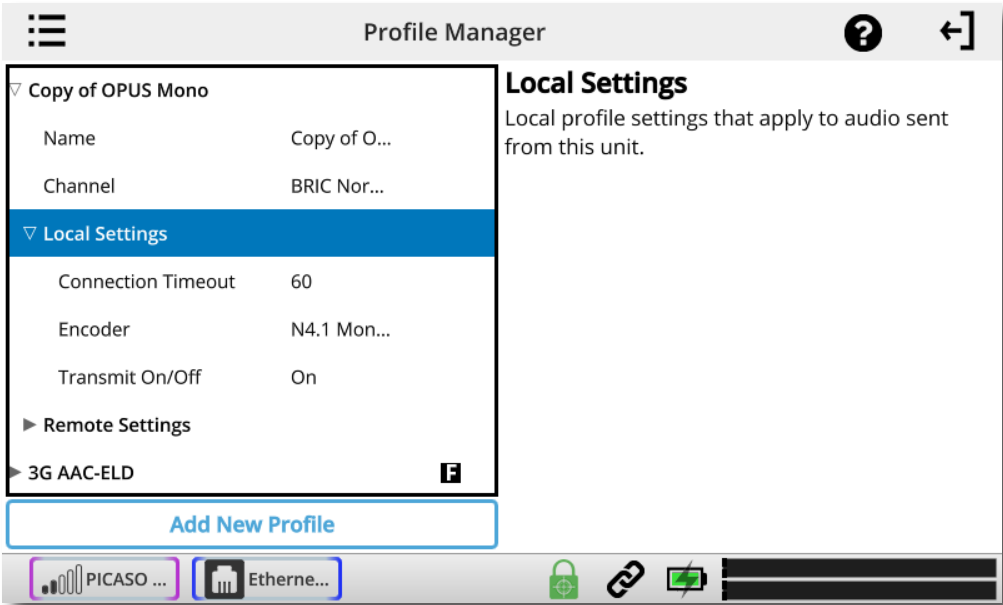 Profile Manager
?
Copy of OPUS Mono
Name Copy of O...
Channel BRIC Nor...
Local Settings
Connection Timeout 60
Encoder N4.1 Mon...
Transmit On/Off On
Remote Settings
3G AAC-ELD F
Add New Profile
Local Settings
Local profile settings that apply to audio sent
from this unit.
PICASO ...
Etherne...